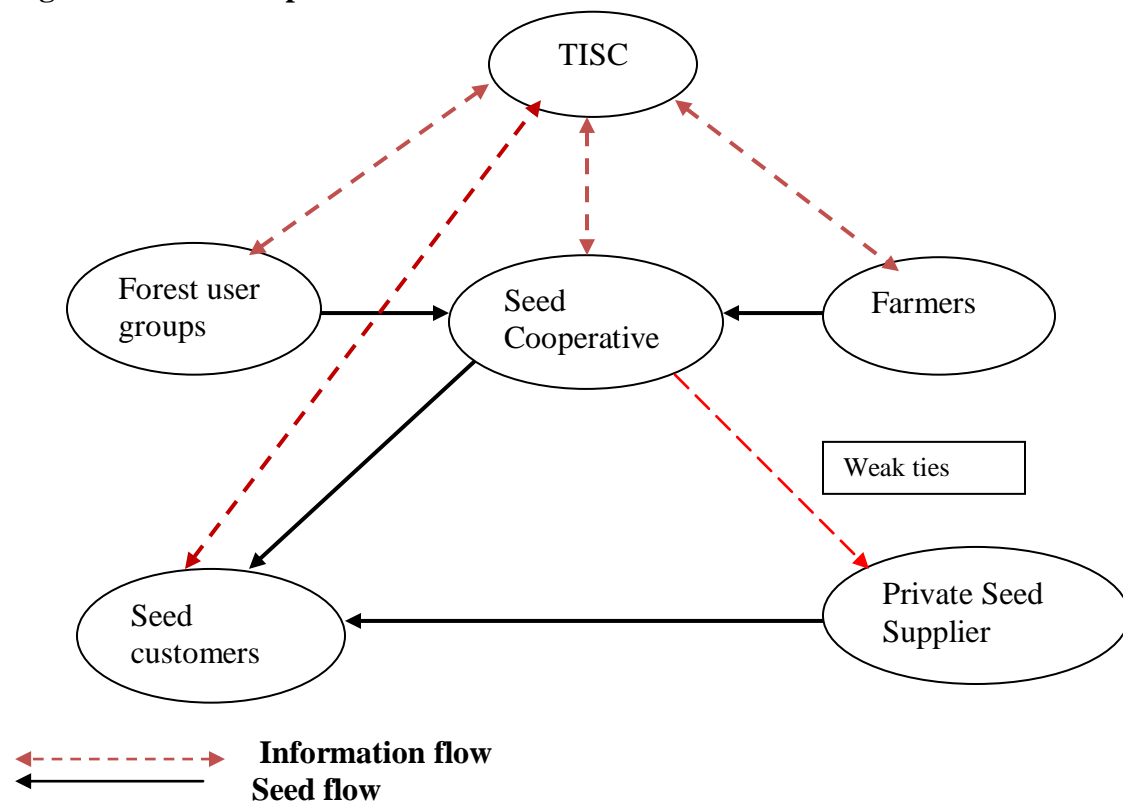 TISC
Forest user
groups
Seed
Cooperative
Farmers
Weak ties
Seed
customers
Private Seed
Supplier
Information flow
Seed flow